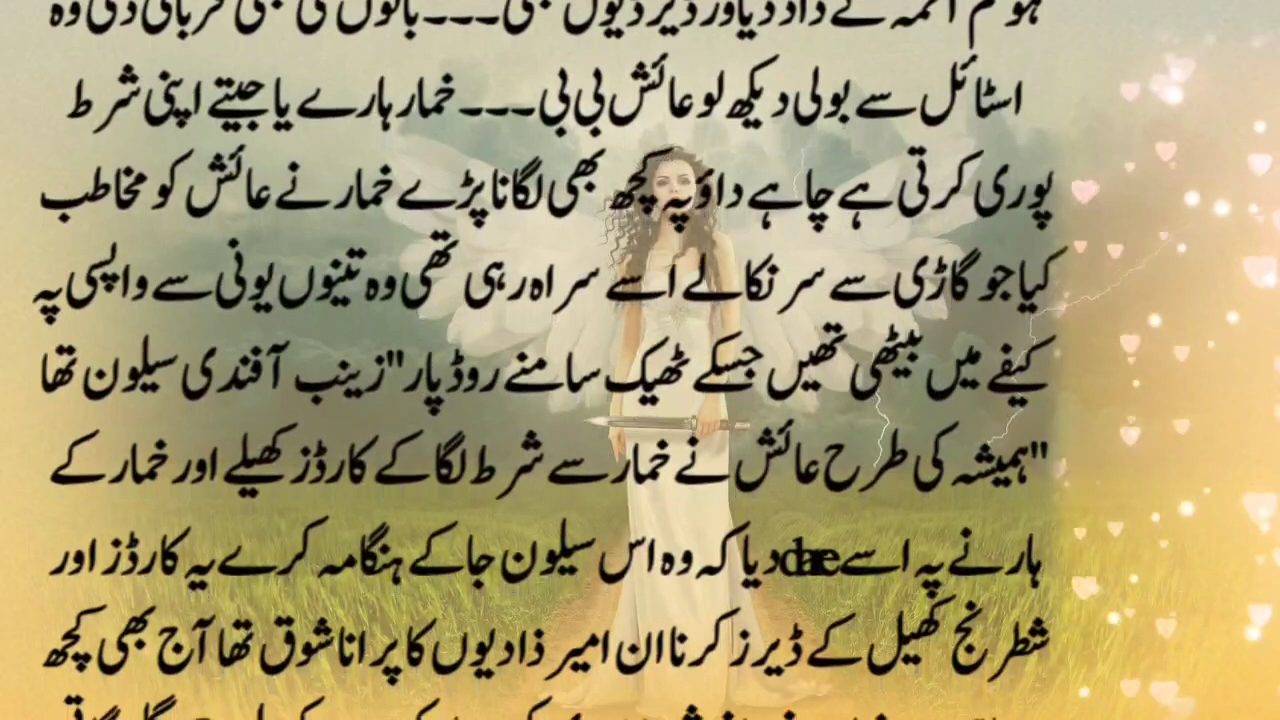 اسٹائل سے بولی دیکھ لو عائش بی بی۔۔۔ خمار ہارے یا جیتے اپنی شرط
پوری کرتی ہے چاہے داؤ پہ کچھ بھی لگانا پڑے خمار نے عائش کو مخاطب
کیا جو گاڑی سے سر نکالے اسے سراہ رہی تھی وہ تینوں یونی سے واپسی پہ
کیفے میں بیٹھی تھیں جسکے ٹھیک سامنے روڈ پار "زینب آفندی سیلون تھا
"ہمیشہ کی طرح عائش نے خمار سے شرط لگا کے کارڈز کھیلے اور خمار کے
ہارنے پہ اسے dare دیا کہ وہ اس سیلون جا کے ہنگامہ کرے یہ کارڈز اور
شطرنج کھیل کے ڈیرز کرنا ان امیر ذادیوں کا پرانا شوق تھا آج بھی کچھ